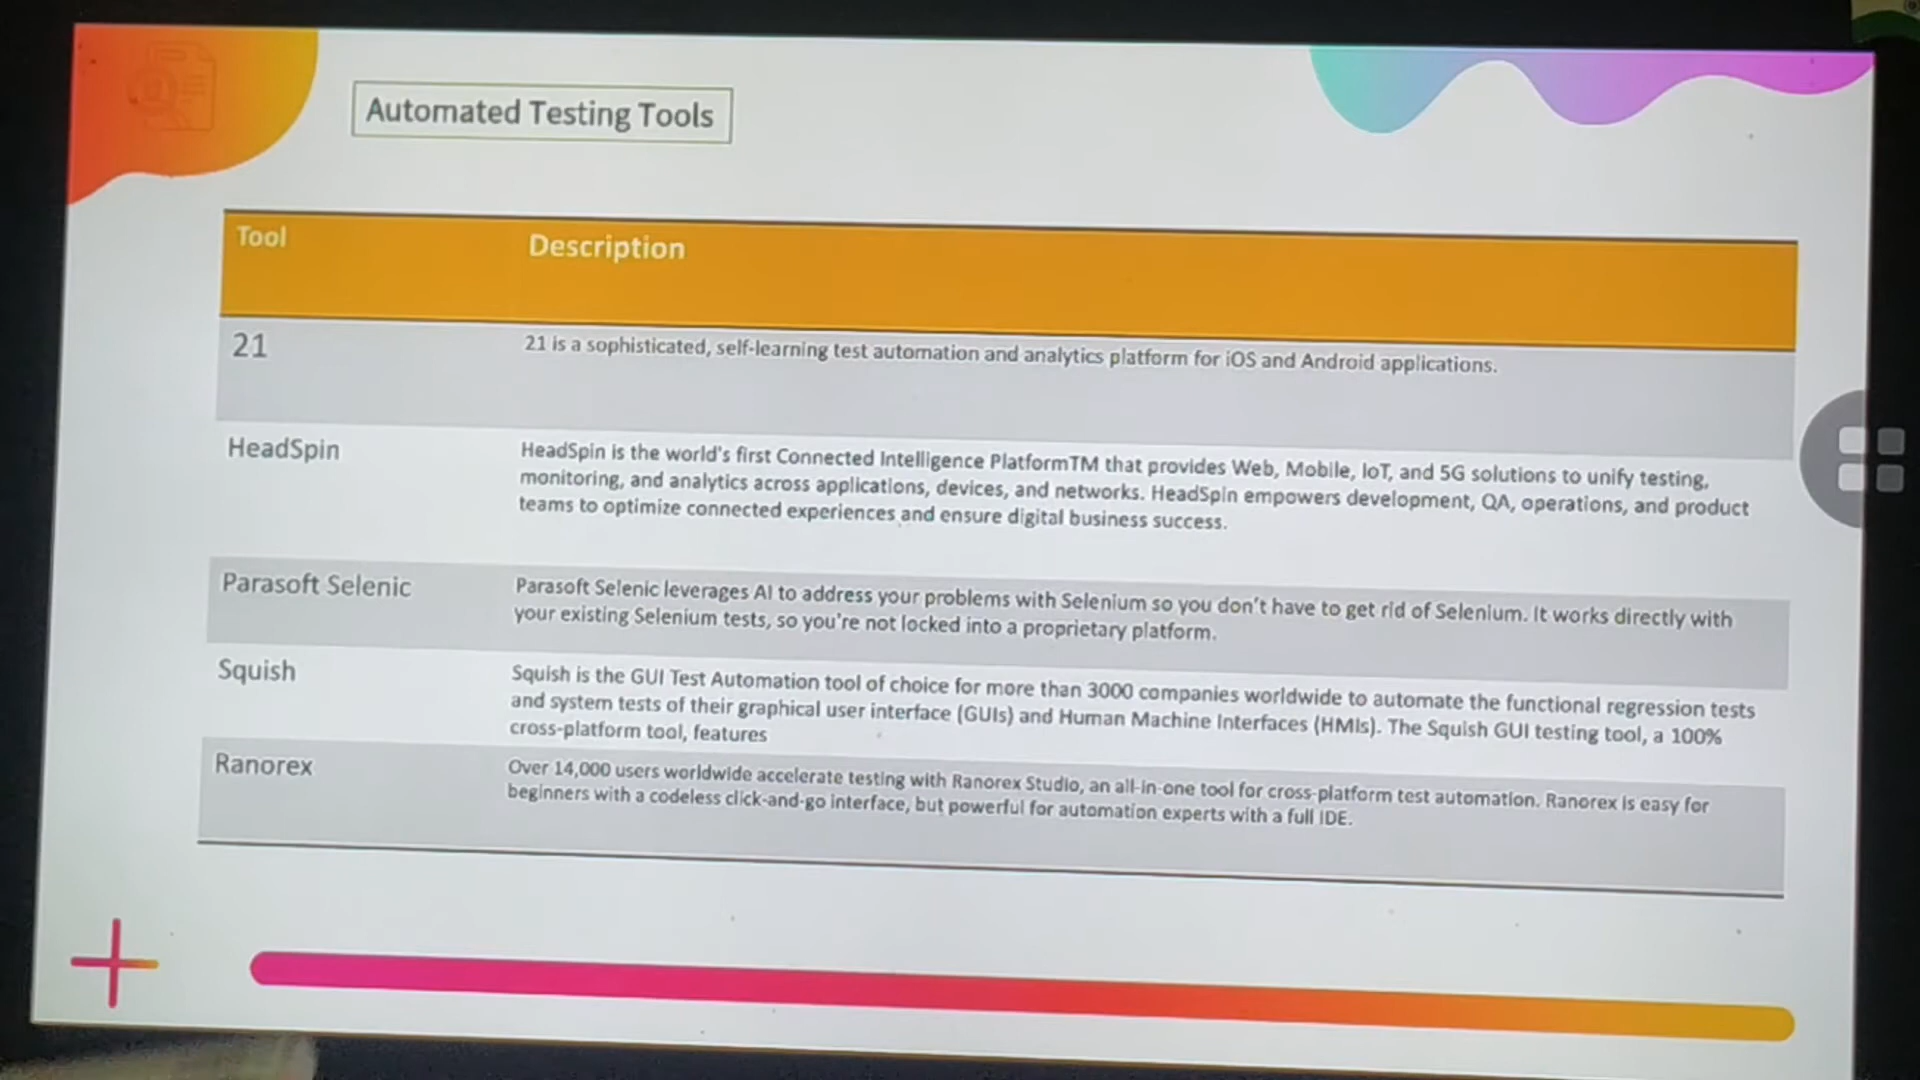 Automated Testing Tools
Tool
Description
21
21 is a sophisticated, self-learning test automation and analytics platform for iOS and Android applications.
HeadSpin
HeadSpin is the world's first Connected Intelligence PlatformTM that provides Web, Mobile, IoT, and 5G solutions to unify testing,
monitoring, and analytics across applications, devices, and networks. HeadSpin empowers development, QA, operations, and product
teams to optimize connected experiences and ensure digital business success.
Parasoft Selenic
Parasoft Selenic leverages AI to address your problems with Selenium so you don't have to get rid of Selenium. It works directly with
your existing Selenium tests, so you're not locked into a proprietary platform.
Squish
Squish is the GUI Test Automation tool of choice for more than 3000 companies worldwide to automate the functional regression tests
and system tests of their graphical user interface (GUIs) and Human Machine Interfaces (HMIs). The Squish GUI testing tool, a 100%
cross-platform tool, features
Ranorex
Over 14,000 users worldwide accelerate testing with Ranorex Studio, an all-in-one tool for cross-platform test automation. Ranorex is easy for
beginners with a codeless click-and-go interface, but powerful for automation experts with a full IDE.